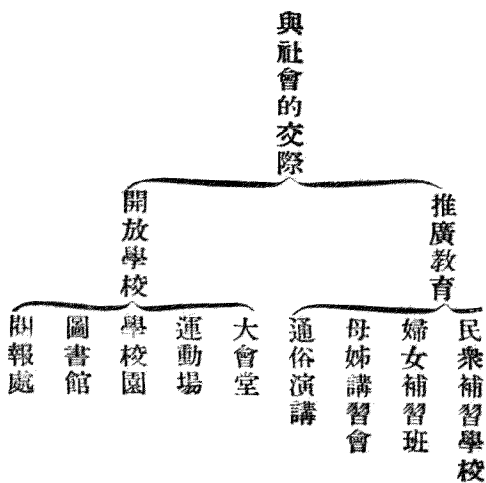 與社會的交際
推廣教育
民衆補習學校
婦女補習班
母姊講習會
通俗演講
開放學校
大會堂
運動場
學校園
圖書館
閱報處